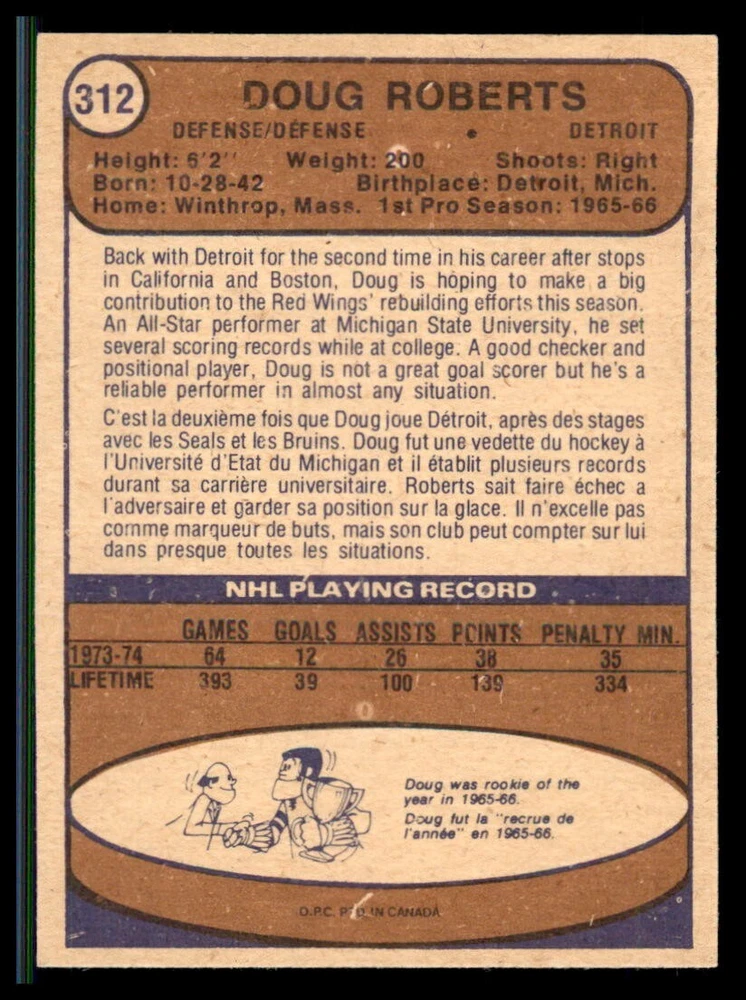 312
DOUG ROBERTS
DEFENSE/DÉFENSE • DETROIT
Height: 6'2" Weight: 200 Shoots: Right
Born: 10-28-42 Birthplace: Detroit, Mich.
Home: Winthrop, Mass. 1st Pro Season: 1965-66
Back with Detroit for the second time in his career after stops
in California and Boston, Doug is hoping to make a big
contribution to the Red Wings' rebuilding efforts this season.
An All-Star performer at Michigan State University, he set
several scoring records while at college. A good checker and
positional player, Doug is not a great goal scorer but he's a
reliable performer in almost any situation.
C'est la deuxième fois que Doug joue Détroit, après des stages
avec les Seals et les Bruins. Doug fut une vedette du hockey à
l'Université d'Etat du Michigan et il établit plusieurs records
durant sa carrière universitaire. Roberts sait faire échec a
l'adversaire et garder sa position sur la glace. Il n'excelle pas
comme marqueur de buts, mais son club peut compter sur lui
dans presque toutes les situations.
NHL PLAYING RECORD
GAMES GOALS ASSISTS POINTS PENALTY MIN.
1973-74 64 12 26 38 35
LIFETIME 393 39 100 139 334
Doug was rookie of the
year in 1965-66.
Doug fut la "recrue de
l'année" en 1965-66.
O.P.C. PTD. IN CANADA